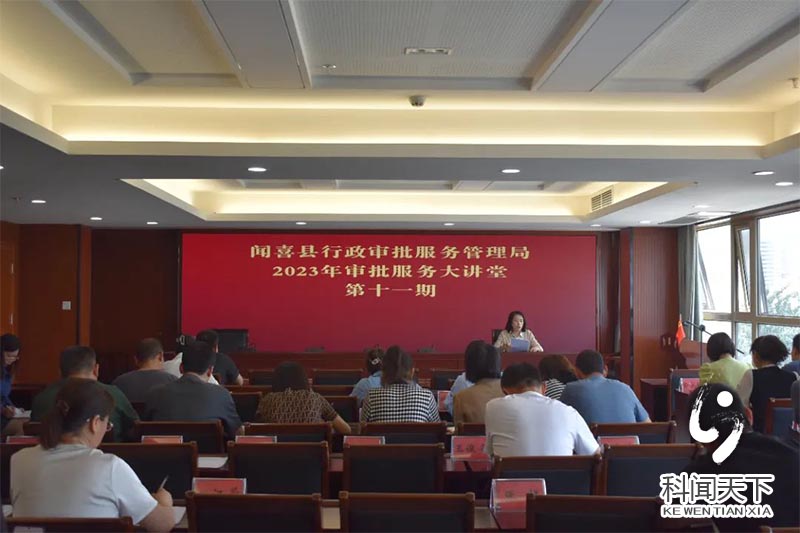 闻喜县行政审批服务管理局
2023年审批服务大讲堂
第十一期
科闻天下
KE WEN TIAN XIA